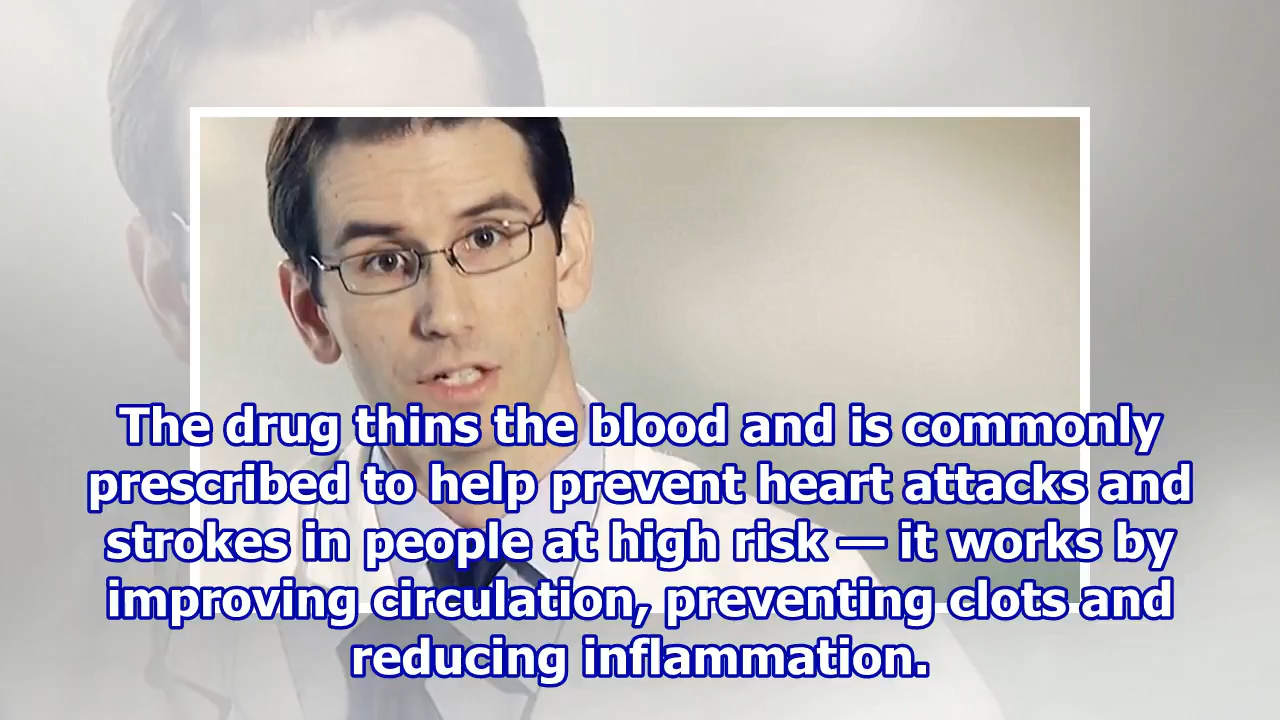 The drug thins the blood and is commonly
prescribed to help prevent heart attacks and
strokes in people at high risk — it works by
improving circulation, preventing clots and
reducing inflammation.